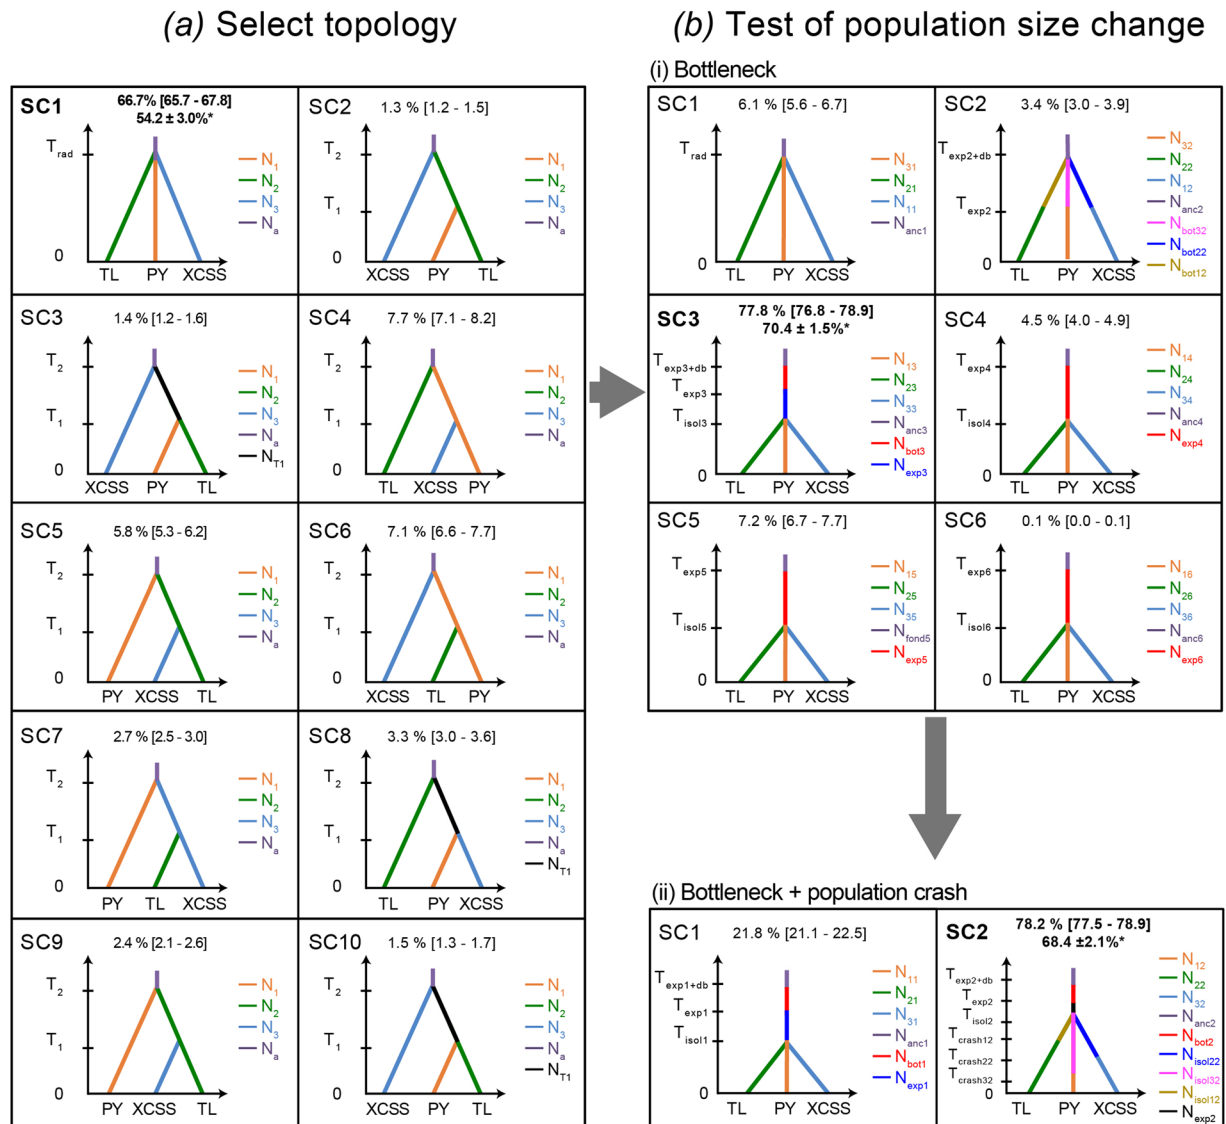 (a) Select topology
(b) Test of population size change
(i) Bottleneck
SC1
66.7% [65.7 - 67.8]
54.2 ± 3.0%*
Trad
0
TL PY XCSS
N1
N2
N3
Na
SC2
1.3 % [1.2 - 1.5]
T2
T1
0
XCSS PY TL
N1
N2
N3
Na
SC3
1.4% [1.2 - 1.6]
T2
T1
0
XCSS PY TL
N1
N2
N3
Na
NT1
SC4
7.7% [7.1 - 8.2]
T2
T1
0
TL XCSS PY
N1
N2
N3
Na
SC5
5.8 % [5.3 - 6.2]
T2
T1
0
PY XCSS TL
N1
N2
N3
Na
SC6
7.1 % [6.6 - 7.7]
T2
T1
0
XCSS TL PY
N1
N2
N3
Na
SC7
2.7% [2.5 - 3.0]
T2
T1
0
PY TL XCSS
N1
N2
N3
Na
SC8
3.3 % [3.0 - 3.6]
T2
T1
0
TL PY XCSS
N1
N2
N3
Na
NT1
SC9
2.4 % [2.1 - 2.6]
T2
T1
0
PY XCSS TL
N1
N2
N3
Na
SC10
1.5 % [1.3 - 1.7]
T2
T1
0
XCSS PY TL
N1
N2
N3
Na
NT1
SC1
6.1 % [5.6 - 6.7]
Trad
0
TL PY XCSS
N31
N21
N11
Nanc1
SC2
3.4 % [3.0 - 3.9]
Texp2+db
Texp2
0
TL PY XCSS
N32
N22
N12
Nanc2
Nbot32
Nbot22
Nbot12
SC3
77.8 % [76.8 - 78.9]
70.4 ± 1.5%*
Texp3+db
Texp3
Tisol3
0
TL PY XCSS
N13
N23
N33
Nanc3
Nbot3
Nexp3
SC4
4.5 % [4.0 - 4.9]
Texp4
Tisol4
0
TL PY XCSS
N14
N24
N34
Nanc4
Nexp4
SC5
7.2 % [6.7 - 7.7]
Texp5
Tisol5
0
TL PY XCSS
N15
N25
N35
Nfond5
Nexp5
SC6
0.1 % [0.0 - 0.1]
Texp6
Tisol6
0
TL PY XCSS
N16
N26
N36
Nanc6
Nexp6
(ii) Bottleneck + population crash
SC1
21.8 % [21.1 - 22.5]
Texp1+db
Texp1
Tisol1
0
TL PY XCSS
N11
N21
N31
Nanc1
Nbot1
Nexp1
SC2
78.2 % [77.5 - 78.9]
68.4 ±2.1%*
Texp2+db
Texp2
Tisol2
Tcrash12
Tcrash22
Tcrash32
0
TL PY XCSS
N12
N22
N32
Nanc2
Nbot2
Nisol22
Nisol32
Nisol12
Nexp2